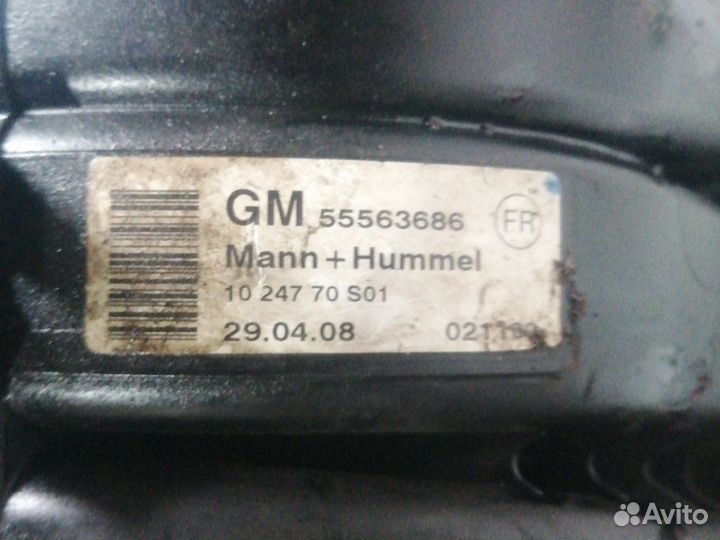 GM 55563686 FR
Mann+Hummel
10 247 70 S01
29.04.08
Avito